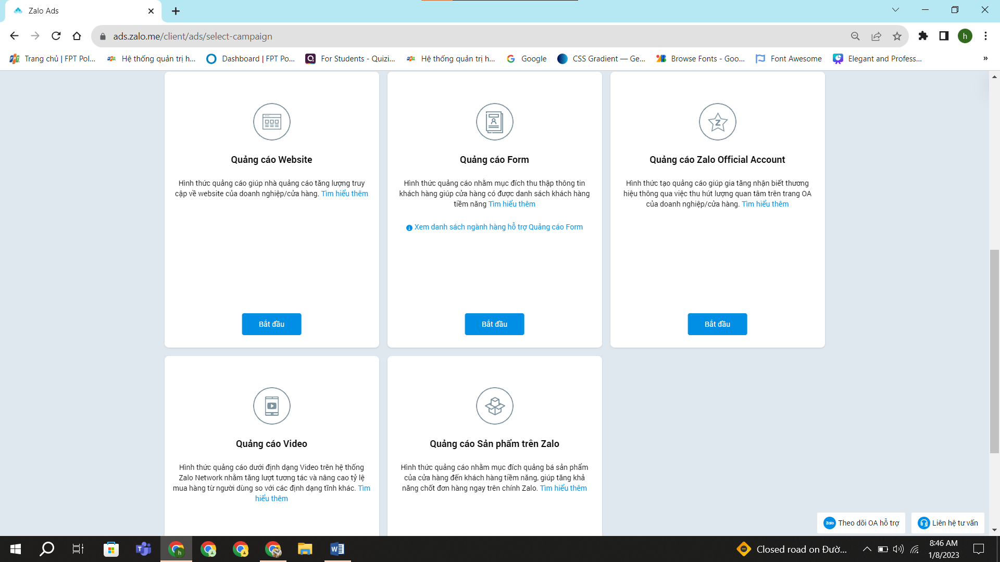 Zalo Ads
ads.zalo.me/client/ads/select-campaign
h
Trang chủ | FPT Pol...
Hệ thống quản trị h...
Dashboard | FPT Po...
For Students - Quizi...
Hệ thống quản trị h...
Google
CSS Gradient — Ge...
Browse Fonts - Goo...
Font Awesome
Elegant and Profess...
»
Quảng cáo Website
Hình thức quảng cáo giúp nhà quảng cáo tăng lượng truy
cập về website của doanh nghiệp/cửa hàng. Tìm hiểu thêm
Bắt đầu
Quảng cáo Form
Hình thức quảng cáo nhằm mục đích thu thập thông tin
khách hàng giúp cửa hàng có được danh sách khách hàng
tiềm năng Tìm hiểu thêm
Xem danh sách ngành hàng hỗ trợ Quảng cáo Form
Bắt đầu
Z
Quảng cáo Zalo Official Account
Hình thức tạo quảng cáo giúp gia tăng nhận biết thương
hiệu thông qua việc thu hút lượng quan tâm trên trang OA
của doanh nghiệp/cửa hàng. Tìm hiểu thêm
Bắt đầu
Quảng cáo Video
Hình thức quảng cáo dưới định dạng Video trên hệ thống
Zalo Network nhằm tăng lượt tương tác và nâng cao tỷ lệ
mua hàng từ người dùng so với các định dạng tĩnh khác. Tìm
hiểu thêm
Quảng cáo Sản phẩm trên Zalo
Hình thức quảng cáo nhằm mục đích quảng bá sản phẩm
của cửa hàng đến khách hàng tiềm năng, giúp tăng khả
năng chốt đơn hàng ngay trên chính Zalo. Tìm hiểu thêm
Zalo Theo dõi OA hỗ trợ
Liên hệ tư vấn
Closed road on Đườ...
8:46 AM
1/8/2023